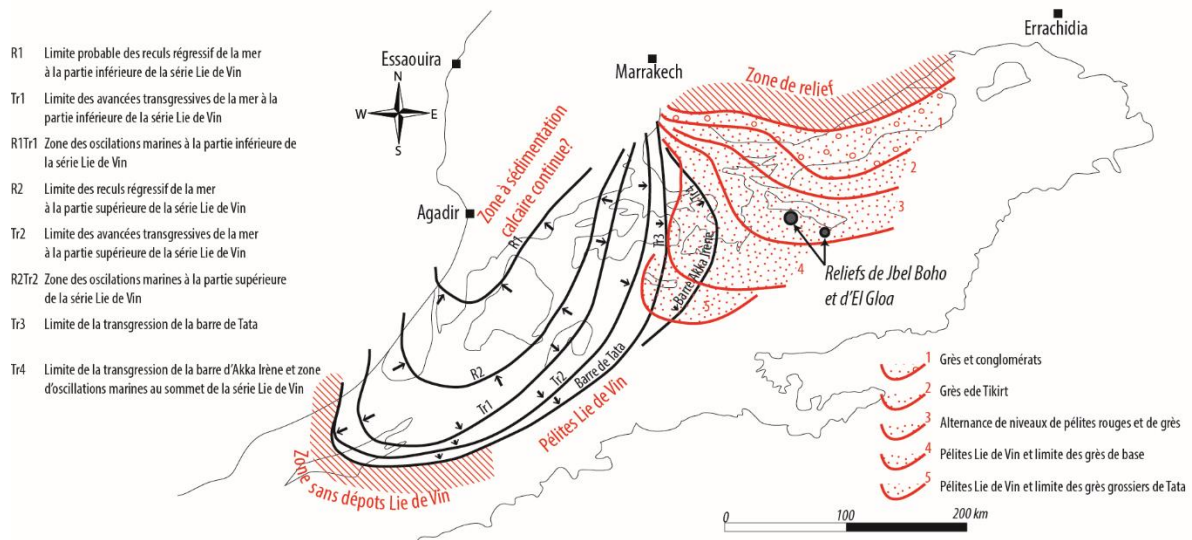 R1 Limite probable des reculs régressif de la mer
à la partie inférieure de la série Lie de Vin
Tr1 Limite des avancées transgressives de la mer à la
partie inférieure de la série Lie de Vin
R1Tr1 Zone des oscilations marines à la partie inférieure de
la série Lie de Vin
R2 Limite des reculs régressif de la mer
à la partie supérieure de la série Lie de Vin
Tr2 Limite des avancées transgressives de la mer
à la partie supérieure de la série Lie de Vin
R2Tr2 Zone des oscilations marines à la partie supérieure
de la série Lie de Vin
Tr3 Limite de la transgression de la barre de Tata
Tr4 Limite de la transgression de la barre d'Akka Irène et zone
d'oscillations marines au sommet de la série Lie de Vin
Essaouira
N
W E
S
Agadir
Marrakech
Errachidia
Zone de relief
Zone à sédimentation
calcaire continue?
R1
R2
Tr1
Tr2
Barre de Tata
Tr3
Tr4
Barre Akka Irene
Pélites Lie de Vin
Zone sans dépots Lie de Vin
1
2
3
4
5
Reliefs de Jbel Boho
et d'El Gloa
1 Grès et conglomérats
2 Grès ede Tikirt
3 Alternance de niveaux de pélites rouges et de grès
4 Pélites Lie de Vin et limite des grès de base
5 Pélites Lie de Vin et limite des grès grossiers de Tata
0 100 200 km